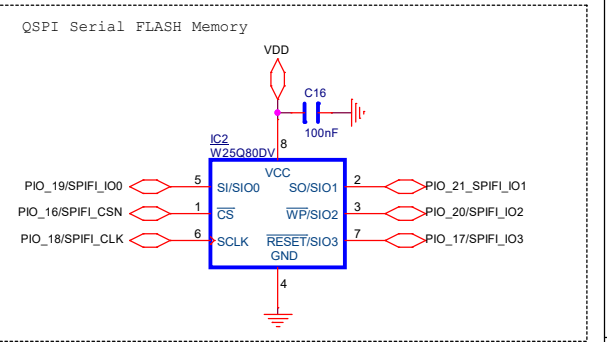 QSPI Serial FLASH Memory
VDD
C16
100nF
IC2
W25Q80DV
8
VCC
PIO_19/SPIFI_IO0 5 SI/SIO0 SO/SIO1 2 PIO_21_SPIFI_IO1
PIO_16/SPIFI_CSN 1 CS WP/SIO2 3 PIO_20/SPIFI_IO2
PIO_18/SPIFI_CLK 6 SCLK RESET/SIO3 7 PIO_17/SPIFI_IO3
GND
4